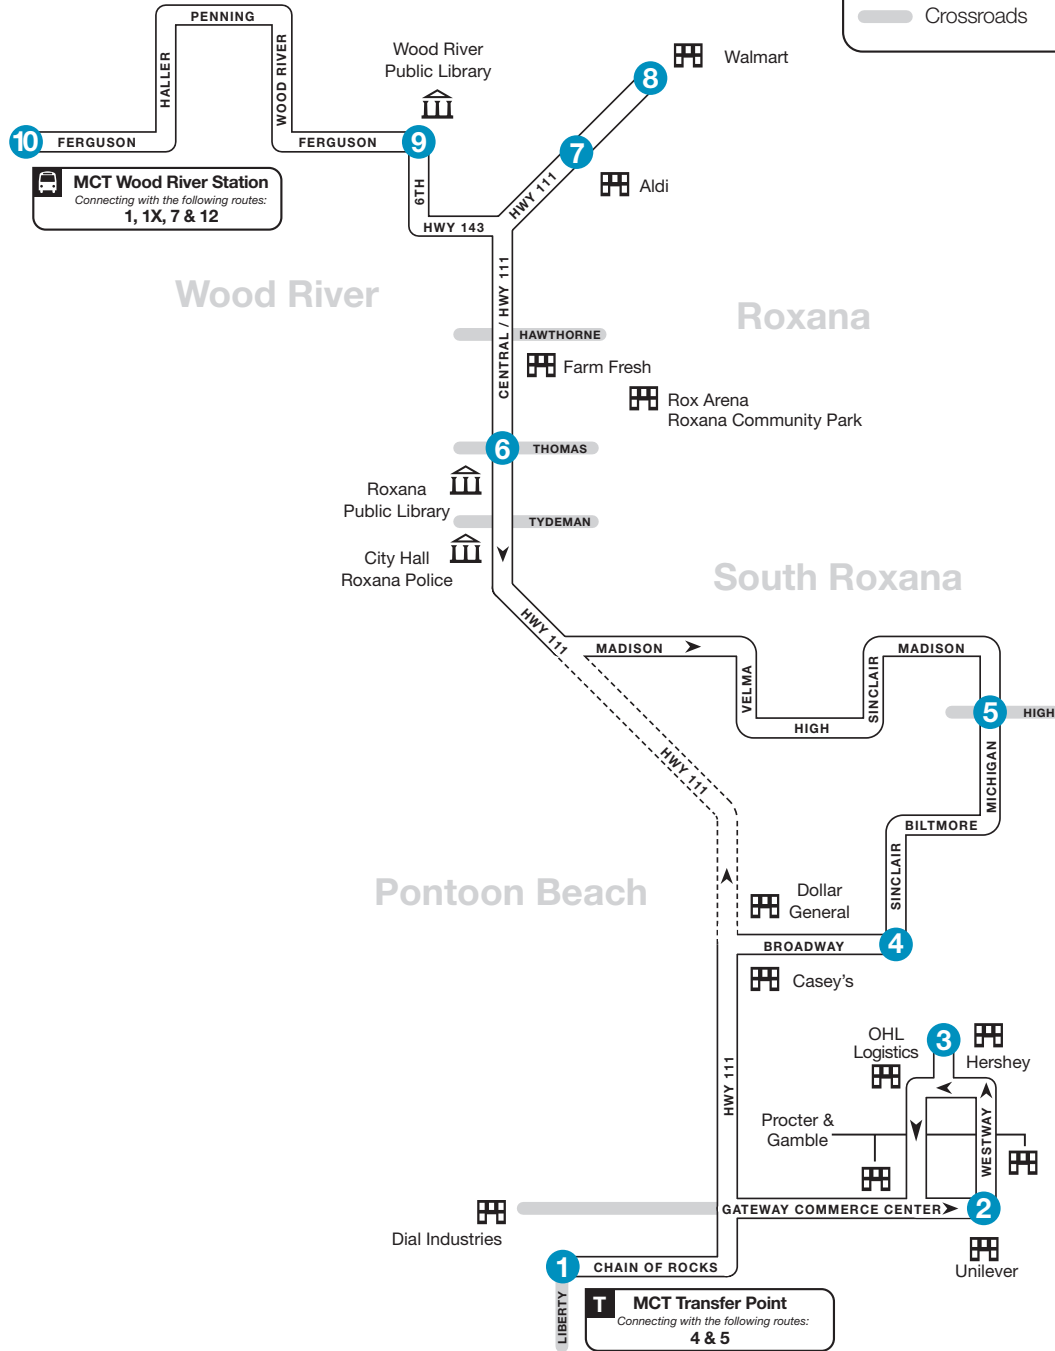 Crossroads
PENNING
HALLER
WOOD RIVER
Wood River
Public Library
8
Walmart
10
FERGUSON
FERGUSON
9
7
Aldi
HWY 111
MCT Wood River Station
Connecting with the following routes:
1, 1X, 7 & 12
6TH
HWY 143
CENTRAL / HWY 111
Wood River
Roxana
HAWTHORNE
Farm Fresh
Rox Arena
Roxana Community Park
6
THOMAS
Roxana
Public Library
TYDEMAN
City Hall
Roxana Police
South Roxana
HWY 111
MADISON
VELMA
HIGH
SINCLAIR
MADISON
5
HIGH
HWY 111
MICHIGAN
BILTMORE
SINCLAIR
Pontoon Beach
Dollar
General
BROADWAY
4
Casey's
OHL
Logistics
3
Hershey
HWY 111
Procter &
Gamble
WESTWAY
Dial Industries
GATEWAY COMMERCE CENTER
2
Unilever
1
CHAIN OF ROCKS
LIBERTY
T
MCT Transfer Point
Connecting with the following routes:
4 & 5